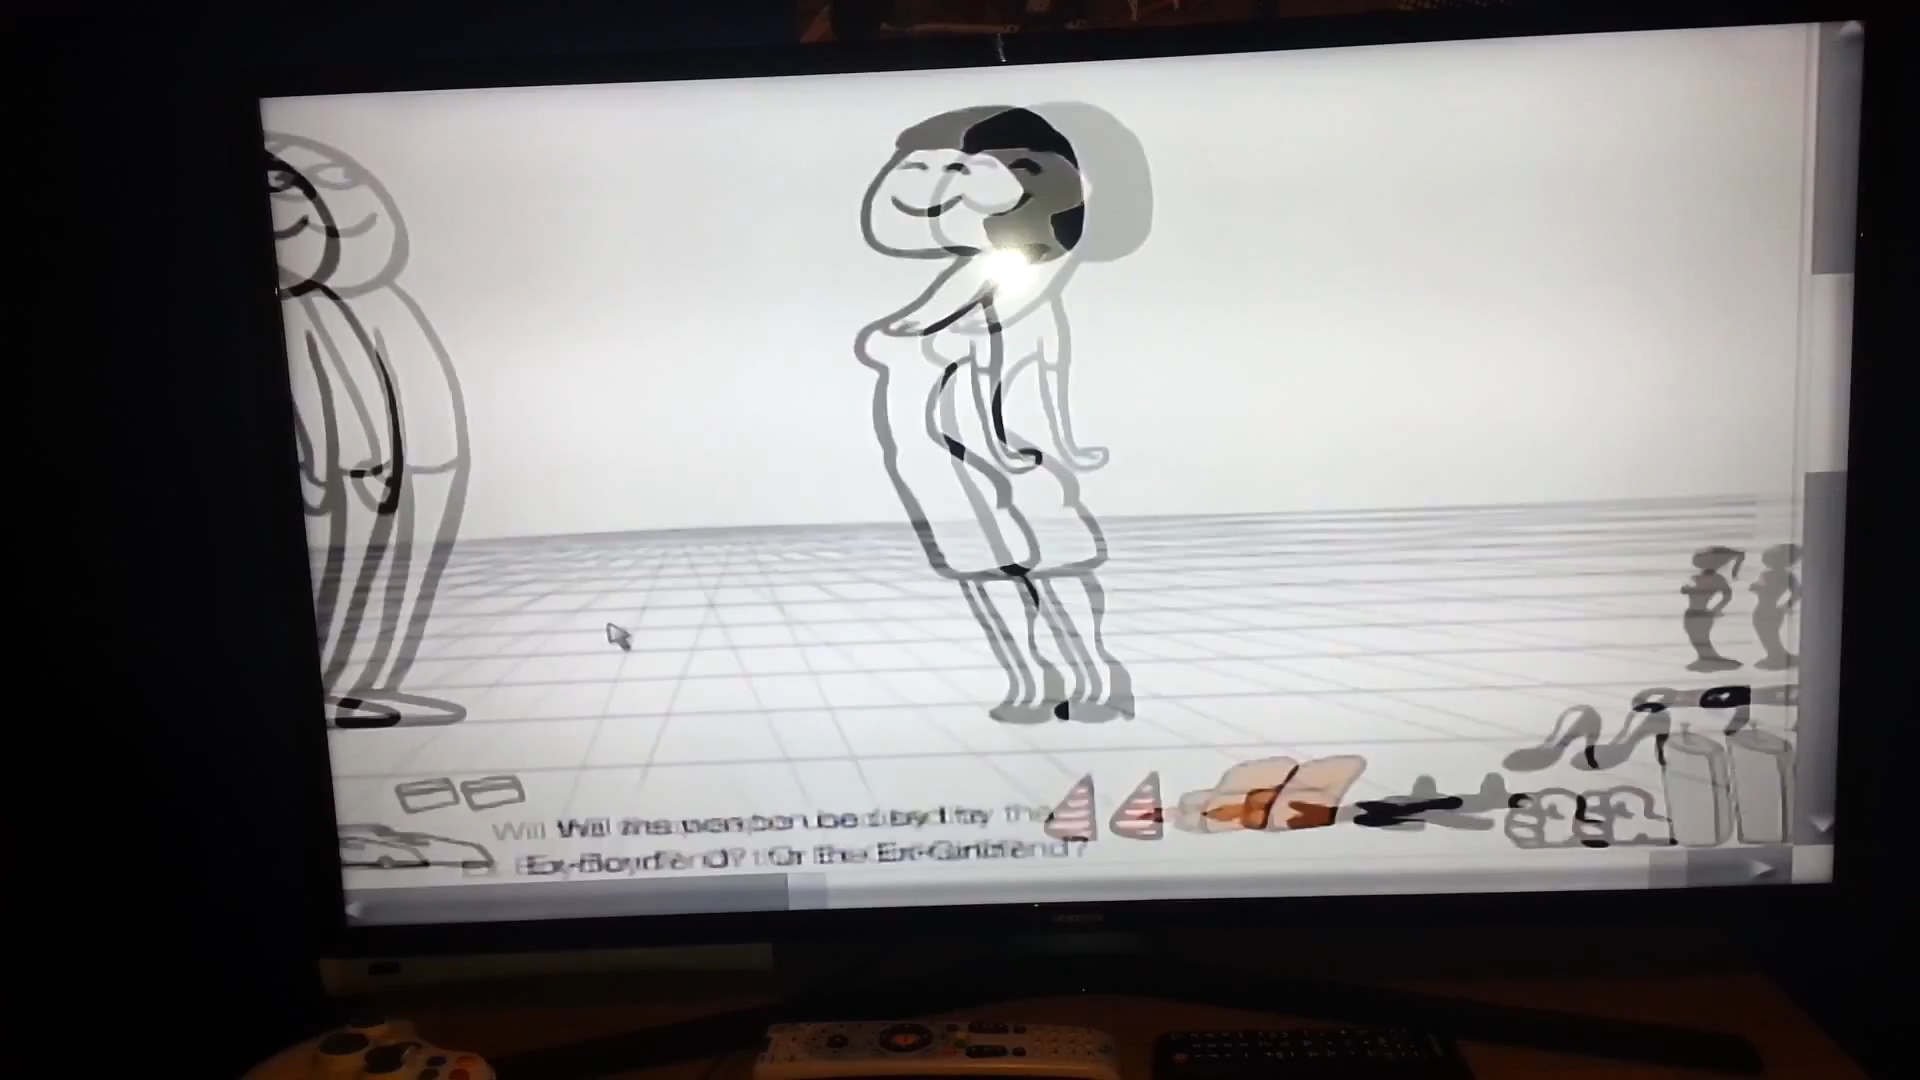 Will the person be d by the
Ex-Boyfriend? Or the Ex-Girlfriend?